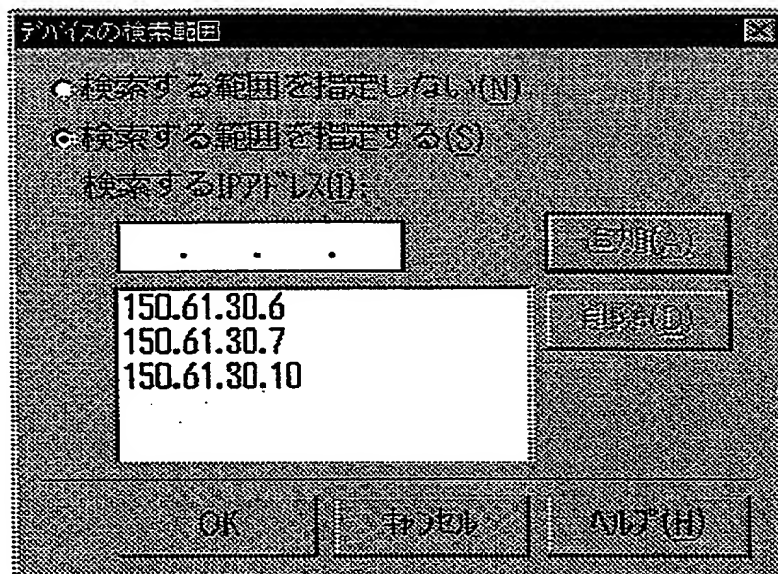 デバイスの検索範囲
検索する範囲を指定しない(N)
検索する範囲を指定する(S)
検索するIPアドレス(I):
. . .
追加(A)
150.61.30.6
150.61.30.7
150.61.30.10
削除(D)
OK
キャンセル
ヘルプ(H)